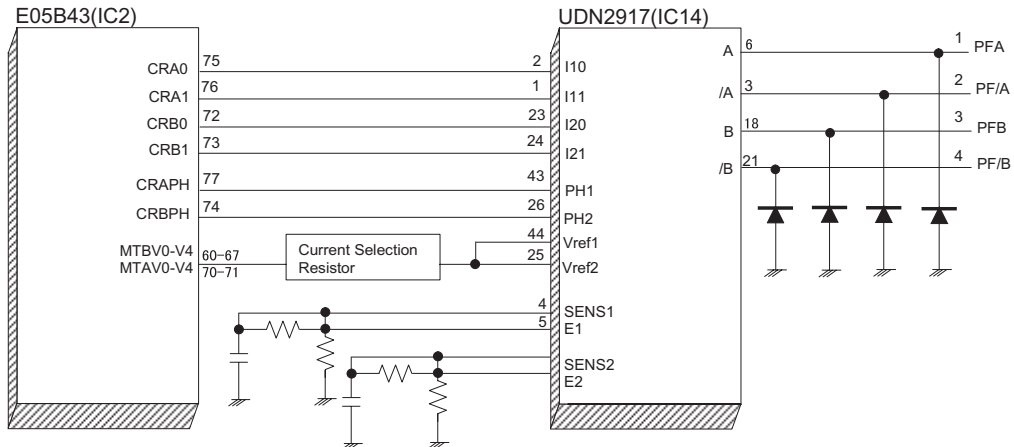 E05B43(IC2) UDN2917(IC14)
CRA0 75 2 I10 A 6 1 PFA
CRA1 76 1 I11 /A 3 2 PF/A
CRB0 72 23 I20 B 18 3 PFB
CRB1 73 24 I21 /B 21 4 PF/B
CRAPH 77 43 PH1
CRBPH 74 26 PH2
MTBV0-V4 60–67 Current Selection 44 Vref1
MTAV0-V4 70–71 Resistor 25 Vref2
4 SENS1
5 E1
SENS2
E2